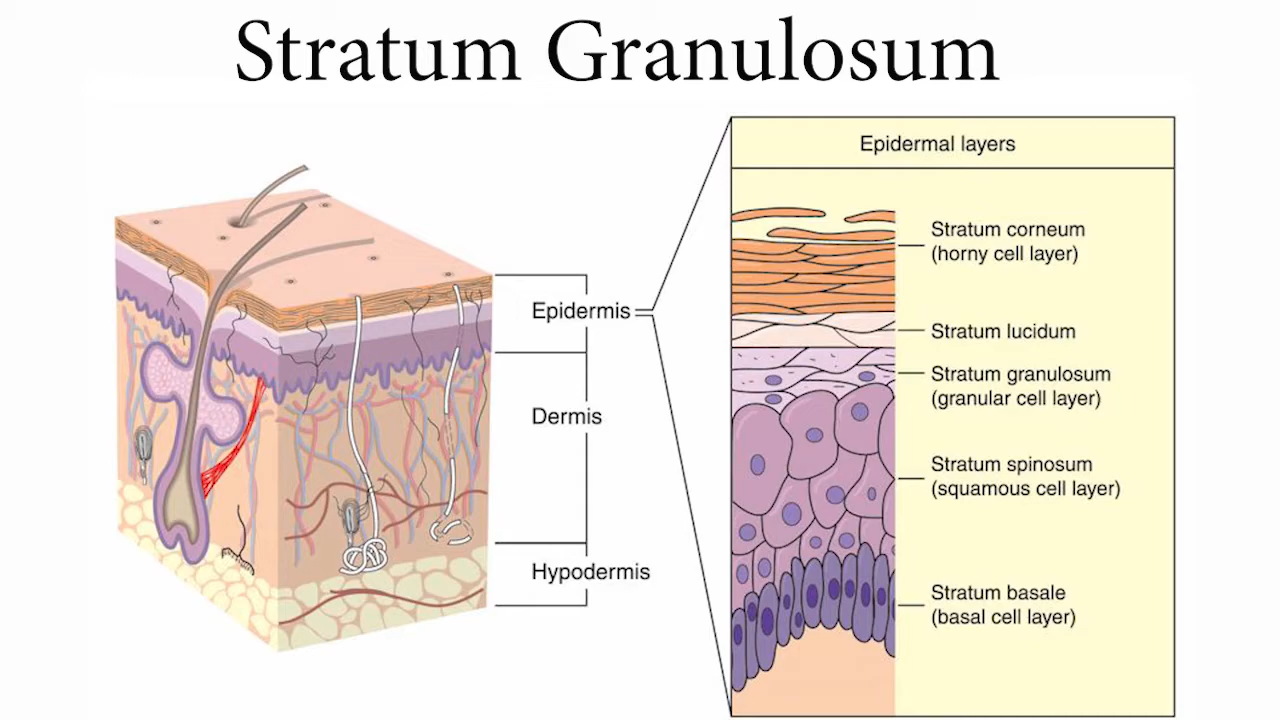 Stratum Granulosum
Epidermis
Dermis
Hypodermis
Epidermal layers
Stratum corneum
(horny cell layer)
Stratum lucidum
Stratum granulosum
(granular cell layer)
Stratum spinosum
(squamous cell layer)
Stratum basale
(basal cell layer)